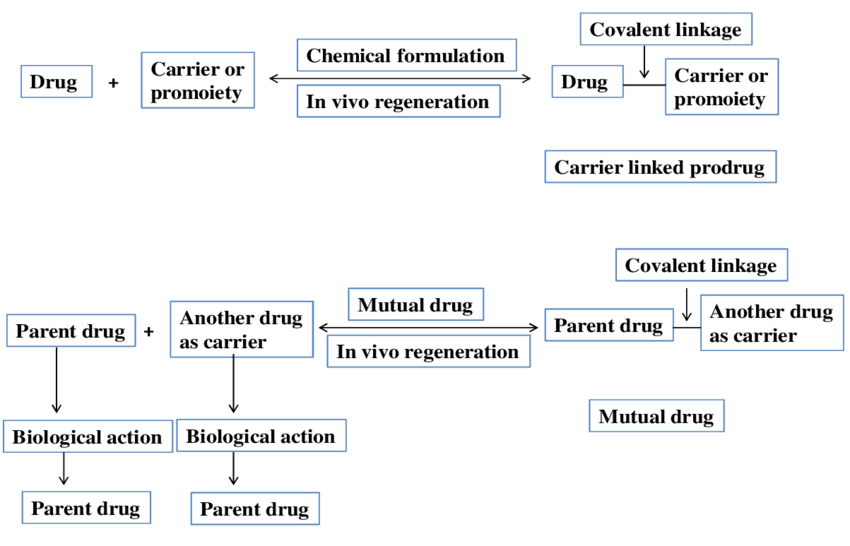 Covalent linkage
Chemical formulation
Drug
+
Carrier or
promoiety
In vivo regeneration
Drug
Carrier or
promoiety
Carrier linked prodrug
Covalent linkage
Mutual drug
Parent drug
+
Another drug
as carrier
In vivo regeneration
Parent drug
Another drug
as carrier
Mutual drug
Biological action
Biological action
Parent drug
Parent drug